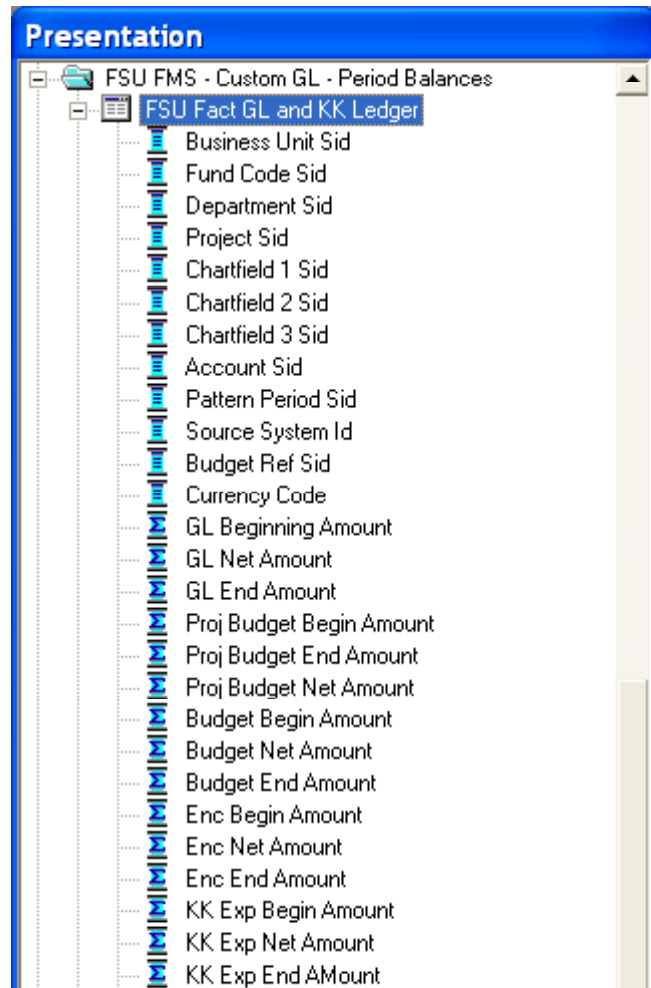 Presentation
FSU FMS - Custom GL - Period Balances
FSU Fact GL and KK Ledger
Business Unit Sid
Fund Code Sid
Department Sid
Project Sid
Chartfield 1 Sid
Chartfield 2 Sid
Chartfield 3 Sid
Account Sid
Pattern Period Sid
Source System Id
Budget Ref Sid
Currency Code
GL Beginning Amount
GL Net Amount
GL End Amount
Proj Budget Begin Amount
Proj Budget End Amount
Proj Budget Net Amount
Budget Begin Amount
Budget Net Amount
Budget End Amount
Enc Begin Amount
Enc Net Amount
Enc End Amount
KK Exp Begin Amount
KK Exp Net Amount
KK Exp End AMount